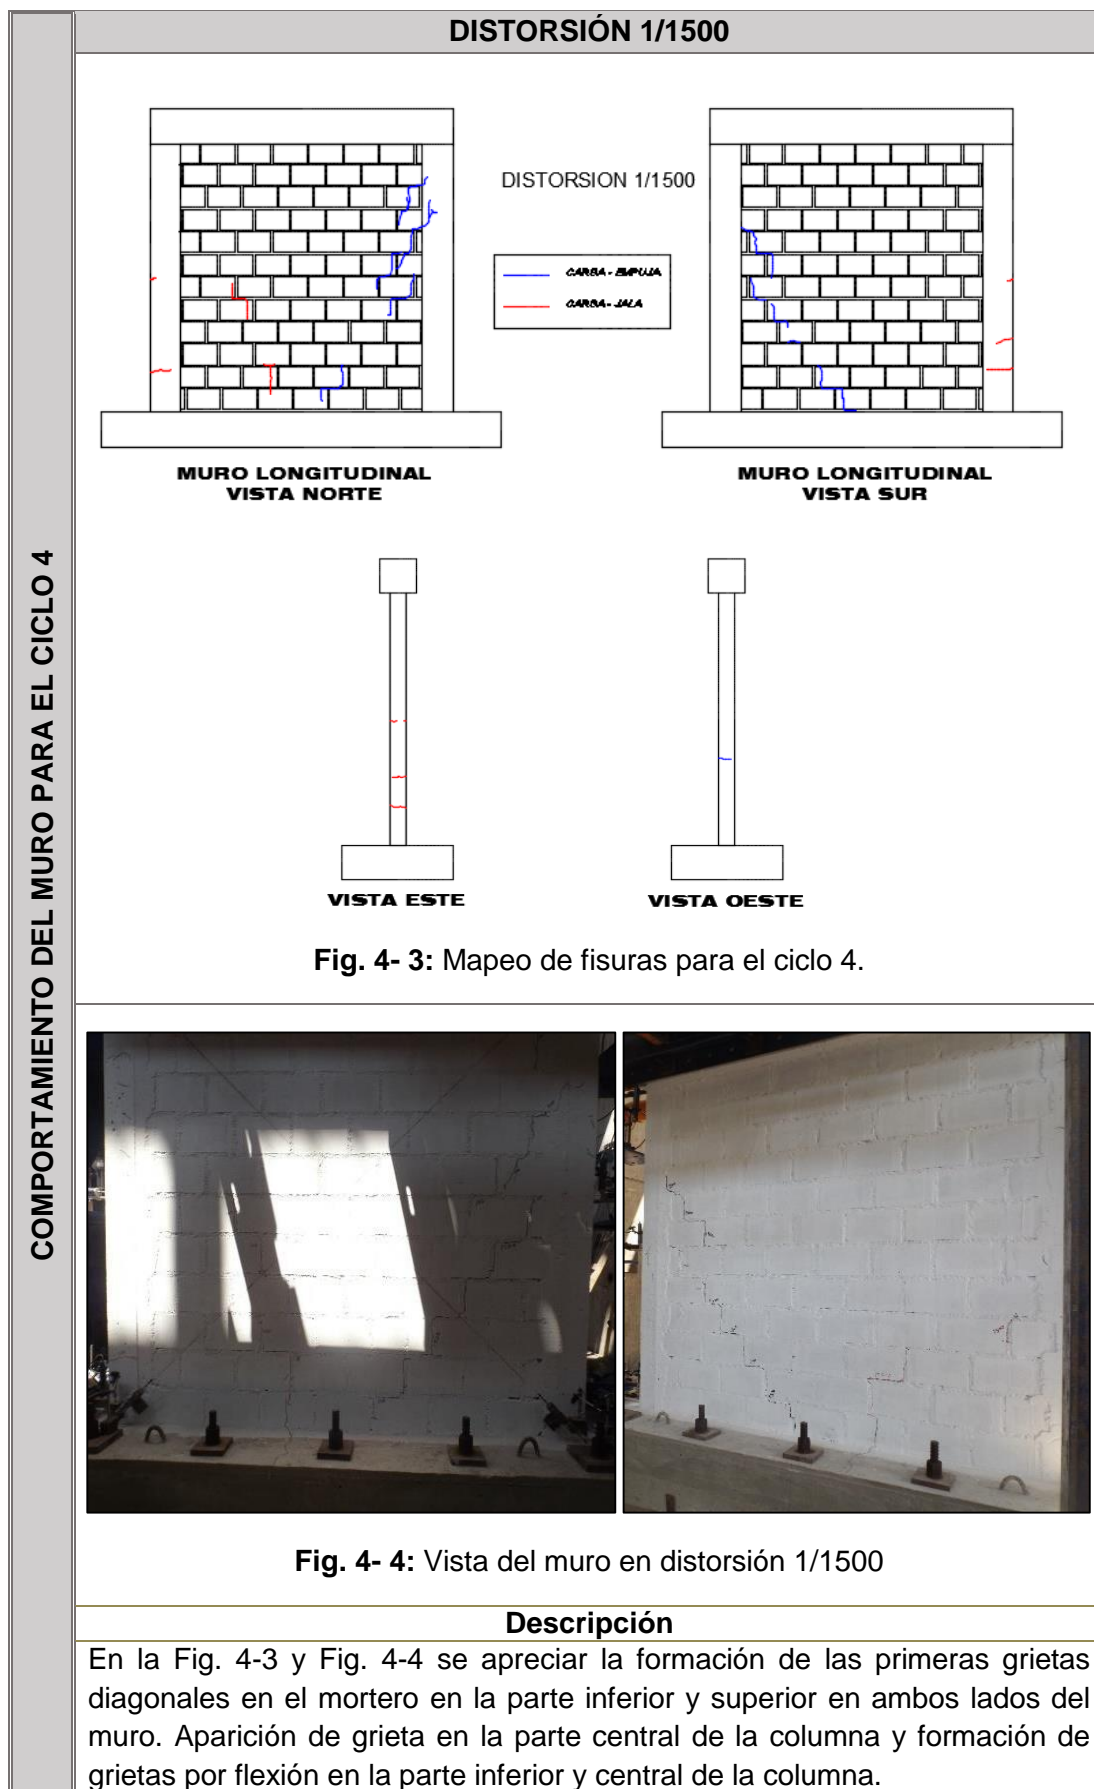 COMPORTAMIENTO DEL MURO PARA EL CICLO 4
DISTORSIÓN 1/1500
DISTORSION 1/1500
CARGA - EMPUJA
CARGA - JALA
MURO LONGITUDINAL
VISTA NORTE
MURO LONGITUDINAL
VISTA SUR
VISTA ESTE
VISTA OESTE
Fig. 4- 3: Mapeo de fisuras para el ciclo 4.
Fig. 4- 4: Vista del muro en distorsión 1/1500
Descripción
En la Fig. 4-3 y Fig. 4-4 se apreciar la formación de las primeras grietas
diagonales en el mortero en la parte inferior y superior en ambos lados del
muro. Aparición de grieta en la parte central de la columna y formación de
grietas por flexión en la parte inferior y central de la columna.